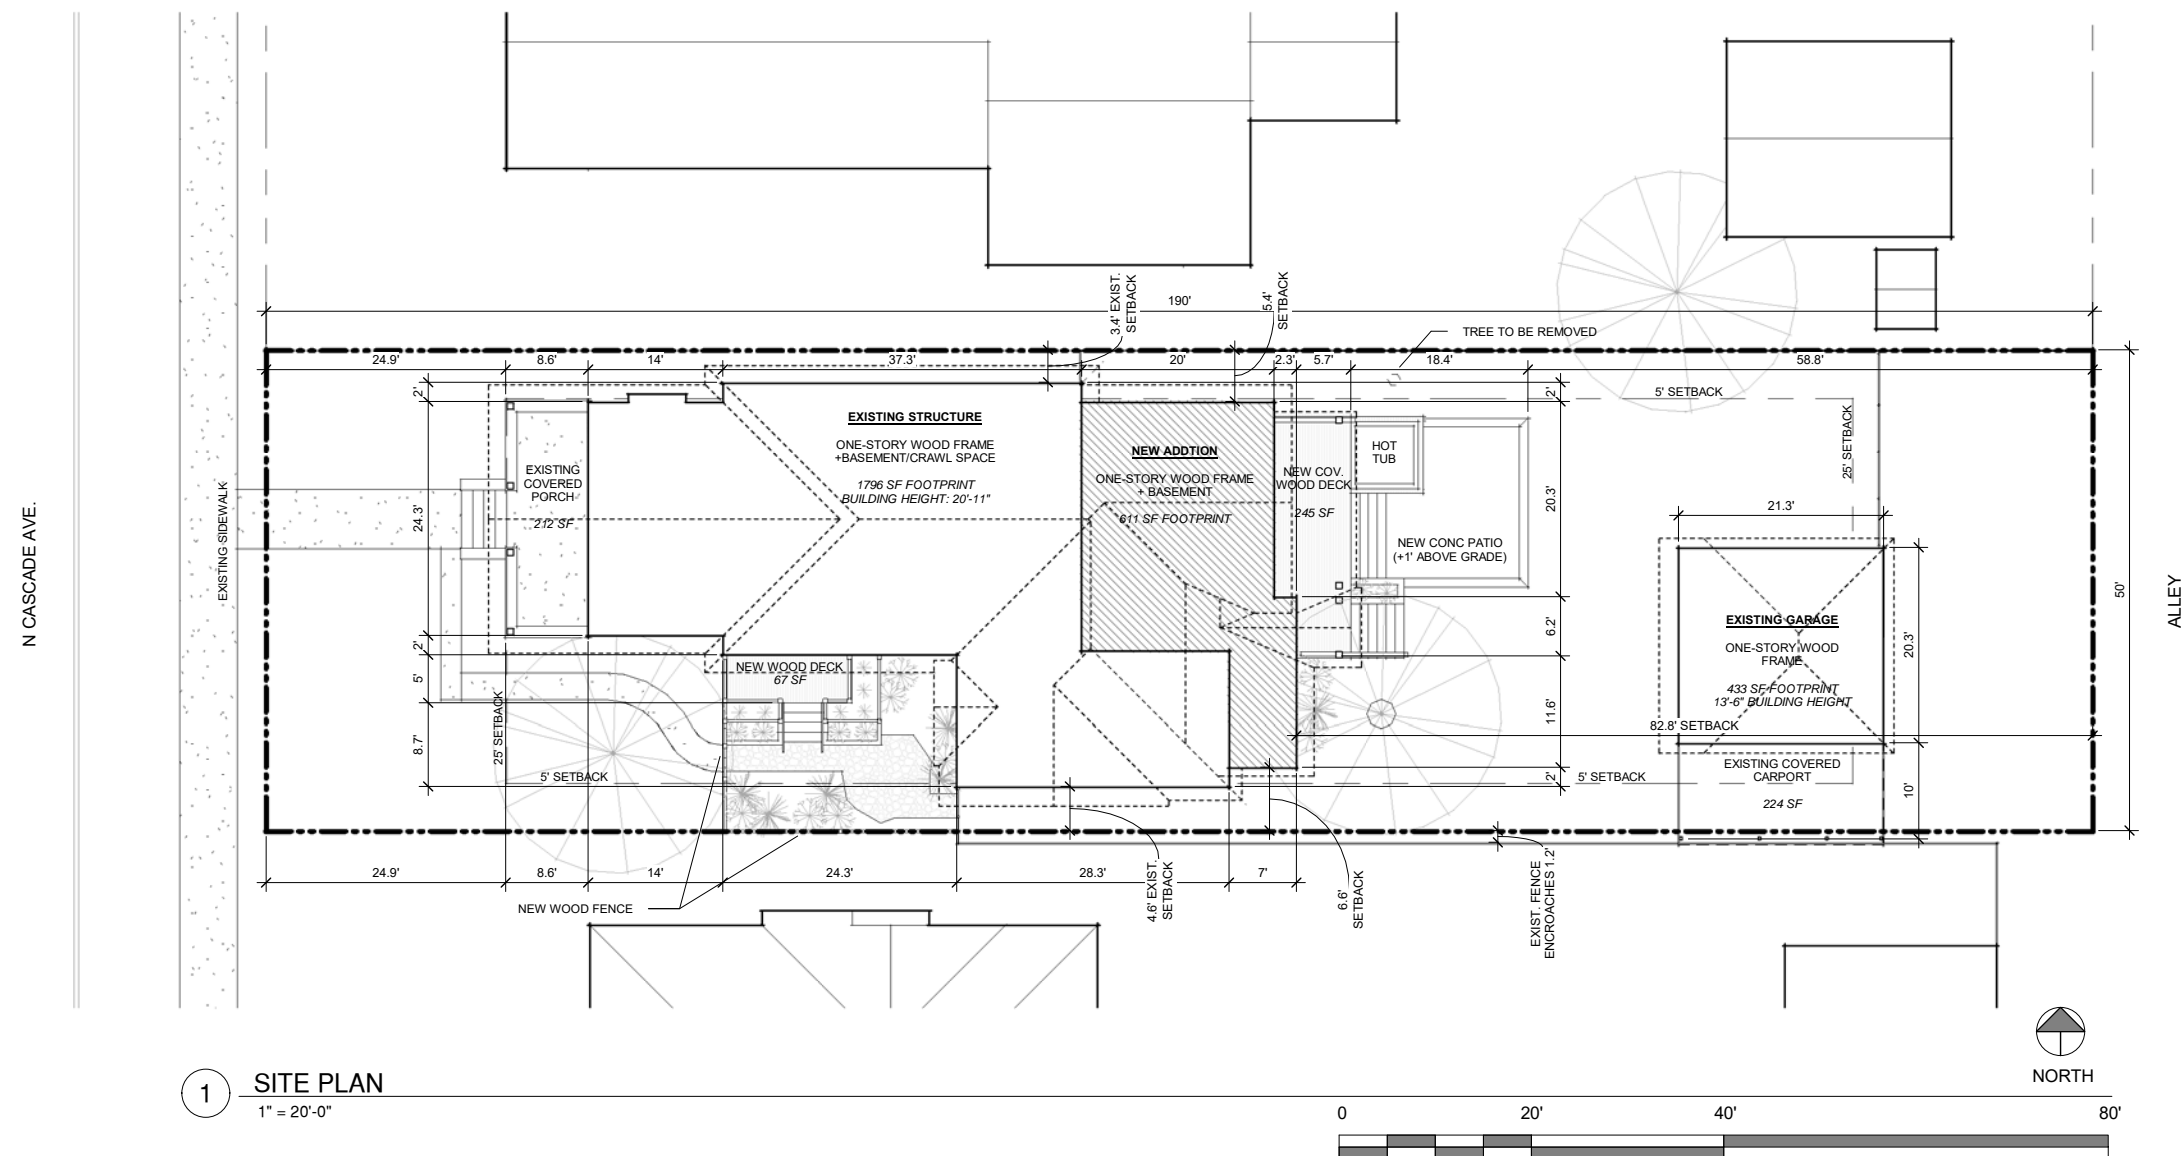 3.4' EXIST.
SETBACK
5.4'
SETBACK
190'
TREE TO BE REMOVED
24.9'
8.6'
14'
37.3'
20'
2.3'
5.7'
18.4'
58.8'
2'
24.3'
2'
5'
8.7'
EXISTING
COVERED
PORCH
212 SF
EXISTING STRUCTURE
ONE-STORY WOOD FRAME
+BASEMENT/CRAWL SPACE
1796 SF FOOTPRINT
BUILDING HEIGHT: 20'-11"
NEW ADDTION
ONE-STORY WOOD FRAME
+ BASEMENT
611 SF FOOTPRINT
NEW COV.
WOOD DECK
245 SF
HOT
TUB
NEW CONC PATIO
(+1' ABOVE GRADE)
2'
20.3'
6.2'
11.6'
2'
5' SETBACK
25' SETBACK
21.3'
EXISTING GARAGE
ONE-STORY WOOD
FRAME
433 SF FOOTPRINT
13'-6" BUILDING HEIGHT
82.8' SETBACK
20.3'
10'
50'
EXISTING COVERED
CARPORT
224 SF
5' SETBACK
N CASCADE AVE.
EXISTING SIDEWALK
ALLEY
NEW WOOD DECK
67 SF
25' SETBACK
5' SETBACK
24.9'
8.6'
14'
24.3'
28.3'
7'
4.6' EXIST.
SETBACK
6.6'
SETBACK
EXIST. FENCE
ENCROACHES 1.2'
NEW WOOD FENCE
NORTH
1
SITE PLAN
1" = 20'-0"
0
20'
40'
80'